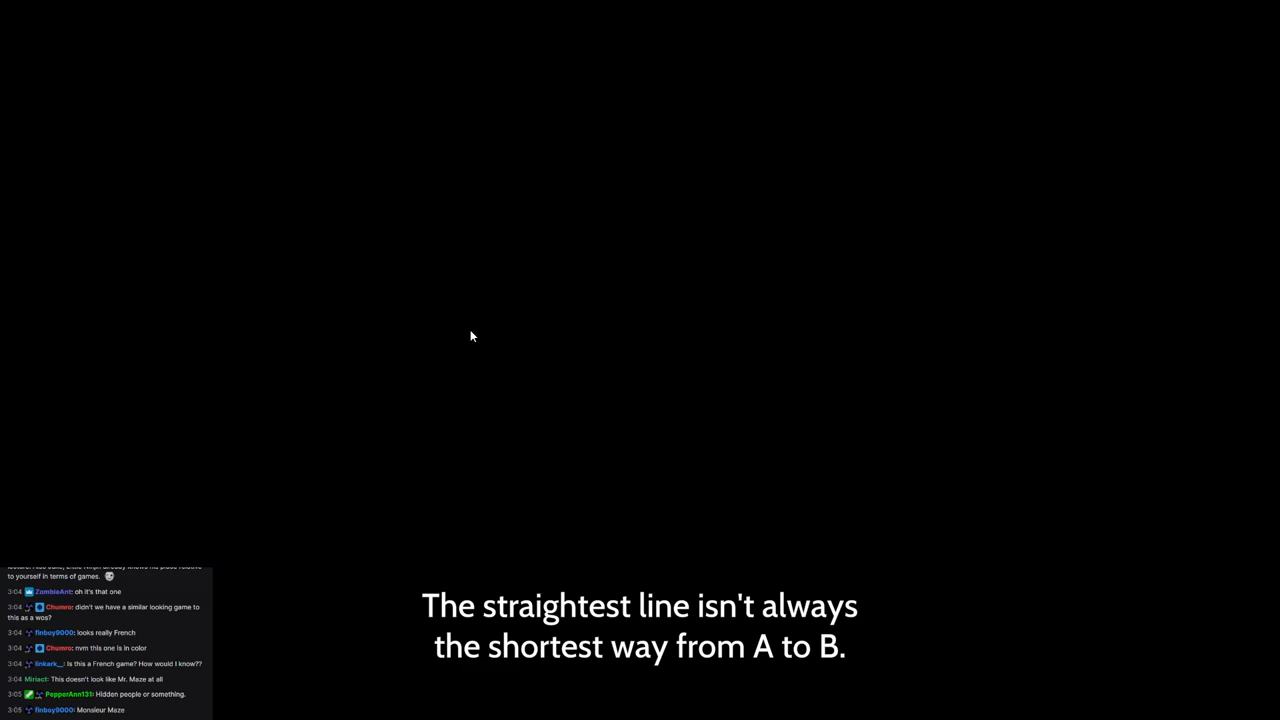 to yourself in terms of games.
3:04 ZombieAnt: oh it's that one
3:04 Chumro: didn't we have a similar looking game to
this as a wos?
3:04 finboy9000: looks really French
3:04 Chumro: nvm this one is in color
3:04 linkark__: Is this a French game? How would I know??
3:04 Miriact: This doesn't look like Mr. Maze at all
3:05 PepperAnn131: Hidden people or something.
3:05 finboy9000: Monsieur Maze
The straightest line isn't always
the shortest way from A to B.